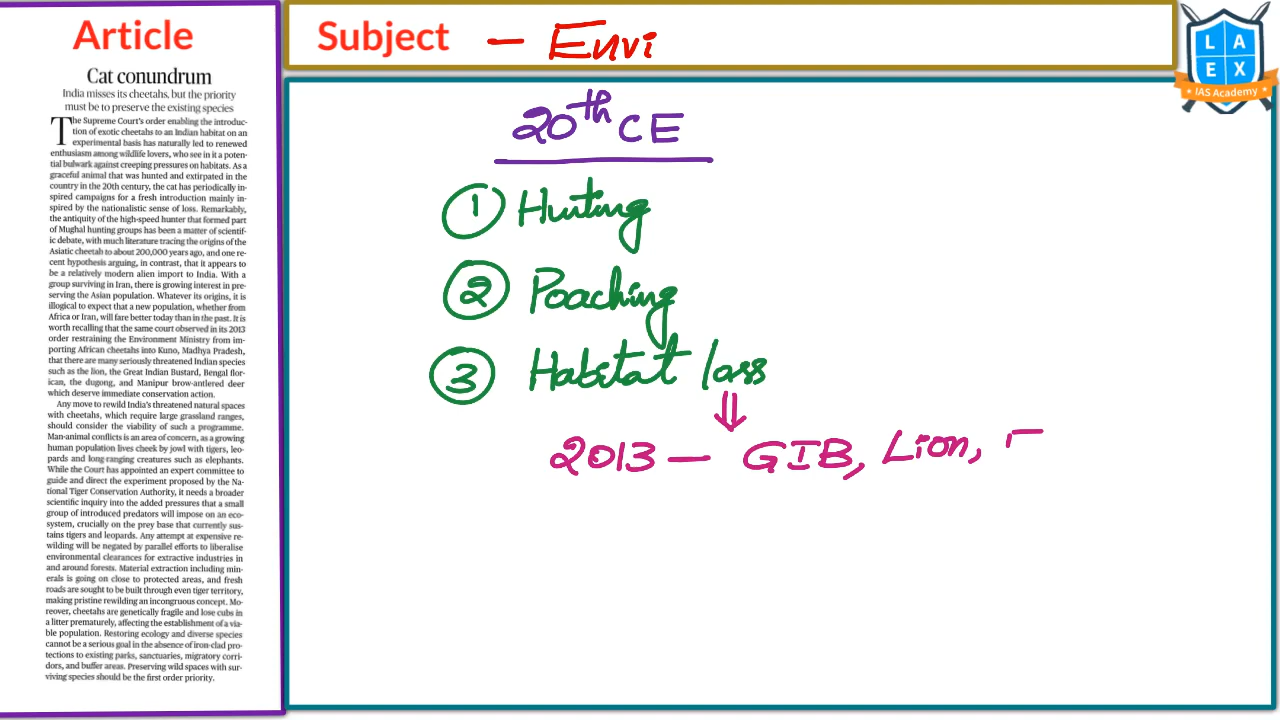 Article
Cat conundrum
India misses its cheetahs, but the priority
must be to preserve the existing species
The Supreme Court's order enabling the introduc-
tion of exotic cheetahs to an Indian habitat on an
experimental basis has naturally led to renewed
enthusiasm among wildlife lovers, who see in it a poten-
tial bulwark against creeping pressures on habitats. As a
graceful animal that was hunted and extirpated in the
country in the 20th century, the cat has periodically in-
spired campaigns for a fresh introduction mainly in-
spired by the nationalistic sense of loss. Remarkably,
the antiquity of the high-speed hunter that formed part
of Mughal hunting groups has been a matter of scientif-
ic debate, with much literature tracing the origins of the
Asiatic cheetah to about 200,000 years ago, and one re-
cent hypothesis arguing, in contrast, that it appears to
be a relatively modern alien import to India. With a
group surviving in Iran, there is growing interest in pre-
serving the Asian population. Whatever its origins, it is
illogical to expect that a new population, whether from
Africa or Iran, will fare better today than in the past. It is
worth recalling that the same court observed in its 2013
order restraining the Environment Ministry from im-
porting African cheetahs into Kuno, Madhya Pradesh,
that there are many seriously threatened Indian species
such as the lion, the Great Indian Bustard, Bengal flor-
ican, the dugong, and Manipur brow-antlered deer
which deserve immediate conservation action.
Any move to rewild India's threatened natural spaces
with cheetahs, which require large grassland ranges,
should consider the viability of such a programme.
Man-animal conflicts is an area of concern, as a growing
human population lives cheek by jowl with tigers, leo-
pards and long-ranging creatures such as elephants.
While the Court has appointed an expert committee to
guide and direct the experiment proposed by the Na-
tional Tiger Conservation Authority, it needs a broader
scientific inquiry into the added pressures that a small
group of introduced predators will impose on an eco-
system, crucially on the prey base that currently sus-
tains tigers and leopards. Any attempt at expensive re-
wilding will be negated by parallel efforts to liberalise
environmental clearances for extractive industries in
and around forests. Material extraction including min-
erals is going on close to protected areas, and fresh
roads are sought to be built through even tiger territory,
making pristine rewilding an incongruous concept. Mo-
reover, cheetahs are genetically fragile and lose cubs in
a litter prematurely, affecting the establishment of a via-
ble population. Restoring ecology and diverse species
cannot be a serious goal in the absence of iron-clad pro-
tections to existing parks, sanctuaries, migratory corri-
dors, and buffer areas. Preserving wild spaces with sur-
viving species should be the first order priority.
Subject - Envi
LAEX
IAS Academy
20th CE
1 Hunting
2 Poaching
3 Habitat loss
2013 - GIB, Lion,